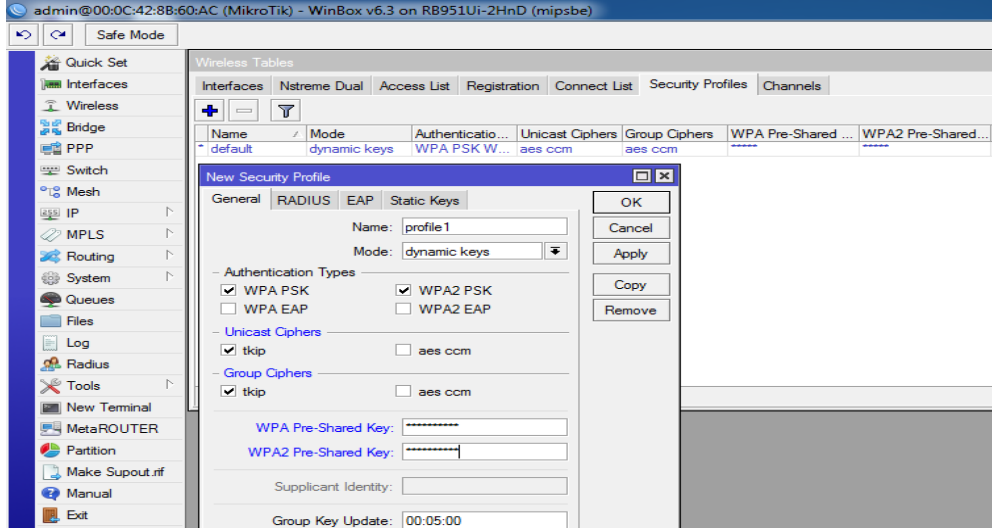 admin@00:0C:42:8B:60:AC (MikroTik) - WinBox v6.3 on RB951Ui-2HnD (mipsbe)
Safe Mode
Quick Set
Interfaces
Wireless
Bridge
PPP
Switch
Mesh
IP
MPLS
Routing
System
Queues
Files
Log
Radius
Tools
New Terminal
MetaROUTER
Partition
Make Supout.rif
Manual
Exit
Wireless Tables
Interfaces Nstreme Dual Access List Registration Connect List Security Profiles Channels
Name / Mode Authenticatio... Unicast Ciphers Group Ciphers WPA Pre-Shared ... WPA2 Pre-Shared...
* default dynamic keys WPA PSK W... aes ccm aes ccm ***** *****
New Security Profile
General RADIUS EAP Static Keys
Name: profile1
Mode: dynamic keys
Authentication Types
WPA PSK WPA2 PSK
WPA EAP WPA2 EAP
Unicast Ciphers
tkip aes ccm
Group Ciphers
tkip aes ccm
WPA Pre-Shared Key: **********
WPA2 Pre-Shared Key: **********
Supplicant Identity:
Group Key Update: 00:05:00
OK
Cancel
Apply
Copy
Remove